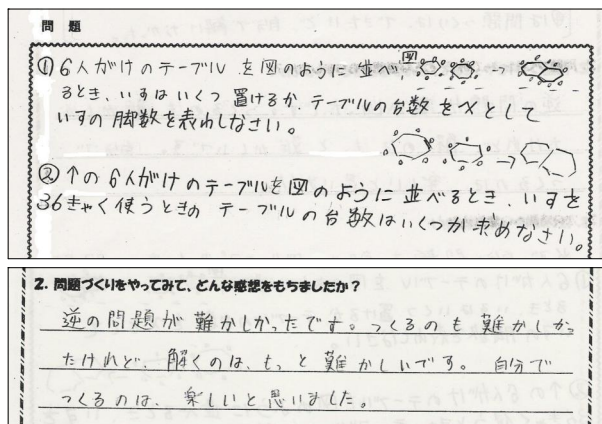 問 題
① 6人がけのテーブル を図のように 並べ
図
るとき、いすは いくつ 置けるか、テーブルの台数をxとして
いすの 脚数を表わしなさい。
② ↑の 6人がけのテーブルを図のように 並べるとき、いすを
36きゃく使うときの テーブルの台数はいくつか求めなさい。
2. 問題づくりをやってみて、どんな感想をもちましたか?
逆の問題が 難かしかったです。つくるのも 難かしかっ
たけれど、解くのは、もっと 難かしいです。 自分で
つくるのは、楽しいと思いました。